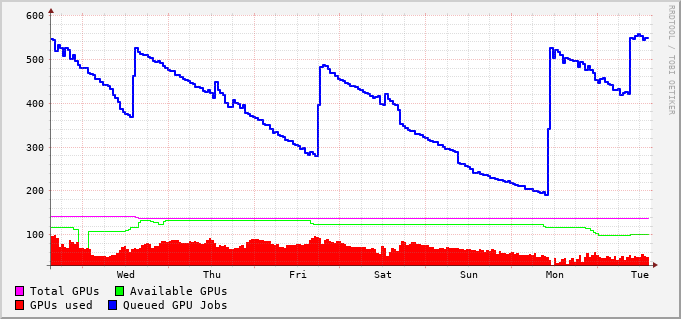 600
500
400
300
200
100
Wed Thu Fri Sat Sun Mon Tue
Total GPUs Available GPUs
GPUs used Queued GPU Jobs
RRDTOOL / TOBI OETIKER